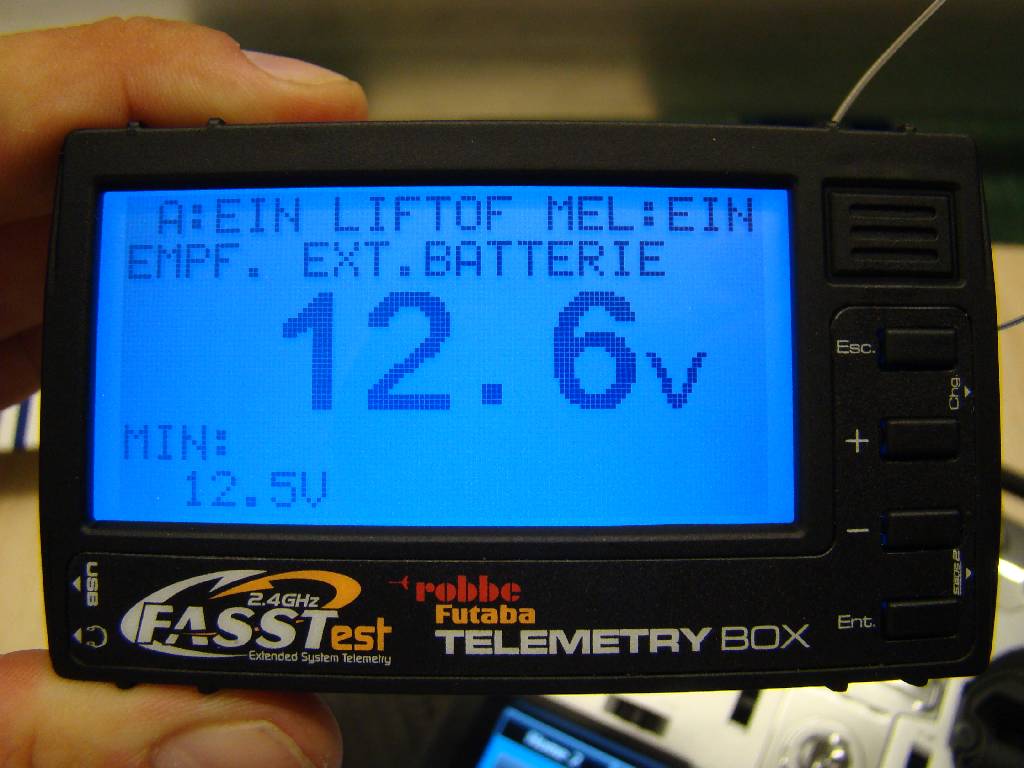 A:EIN LIFTOF MEL:EIN
EMPF. EXT.BATTERIE
12.6V
MIN:
12.5V
Esc.
Chg.
+
−
Ent.
USB
2.4GHz
FASSTest
Extended System Telemetry
robbe
Futaba
TELEMETRY BOX